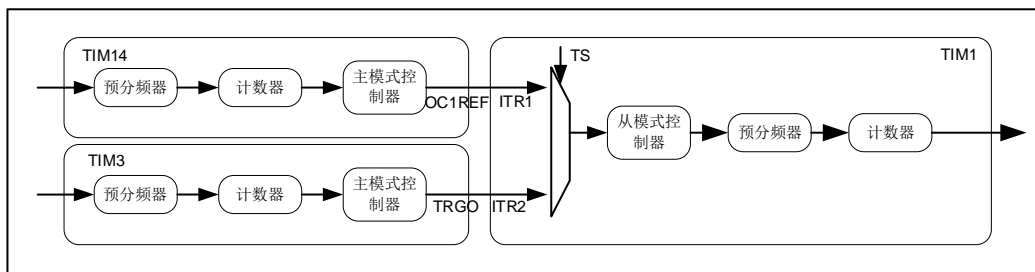 TIM14
预分频器
计数器
主模式控
制器
OC1REF
ITR1
TIM3
预分频器
计数器
主模式控
制器
TRGO
ITR2
TS
TIM1
从模式控
制器
预分频器
计数器